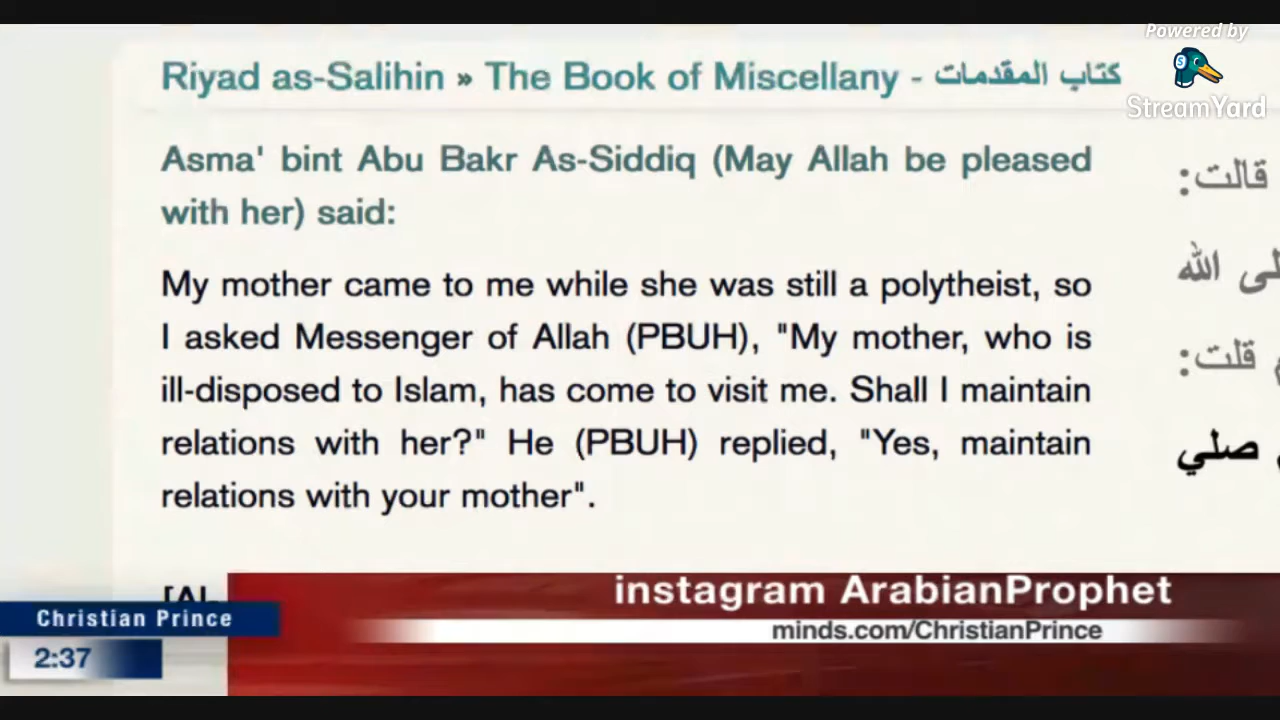 Powered by
StreamYard
Riyad as-Salihin » The Book of Miscellany - كتاب المقدمات
Asma' bint Abu Bakr As-Siddiq (May Allah be pleased
with her) said:
قالت:
My mother came to me while she was still a polytheist, so
الله
I asked Messenger of Allah (PBUH), "My mother, who is
قلت:
ill-disposed to Islam, has come to visit me. Shall I maintain
relations with her?" He (PBUH) replied, "Yes, maintain
صلي
relations with your mother".
instagram ArabianProphet
Christian Prince
minds.com/ChristianPrince
2:37